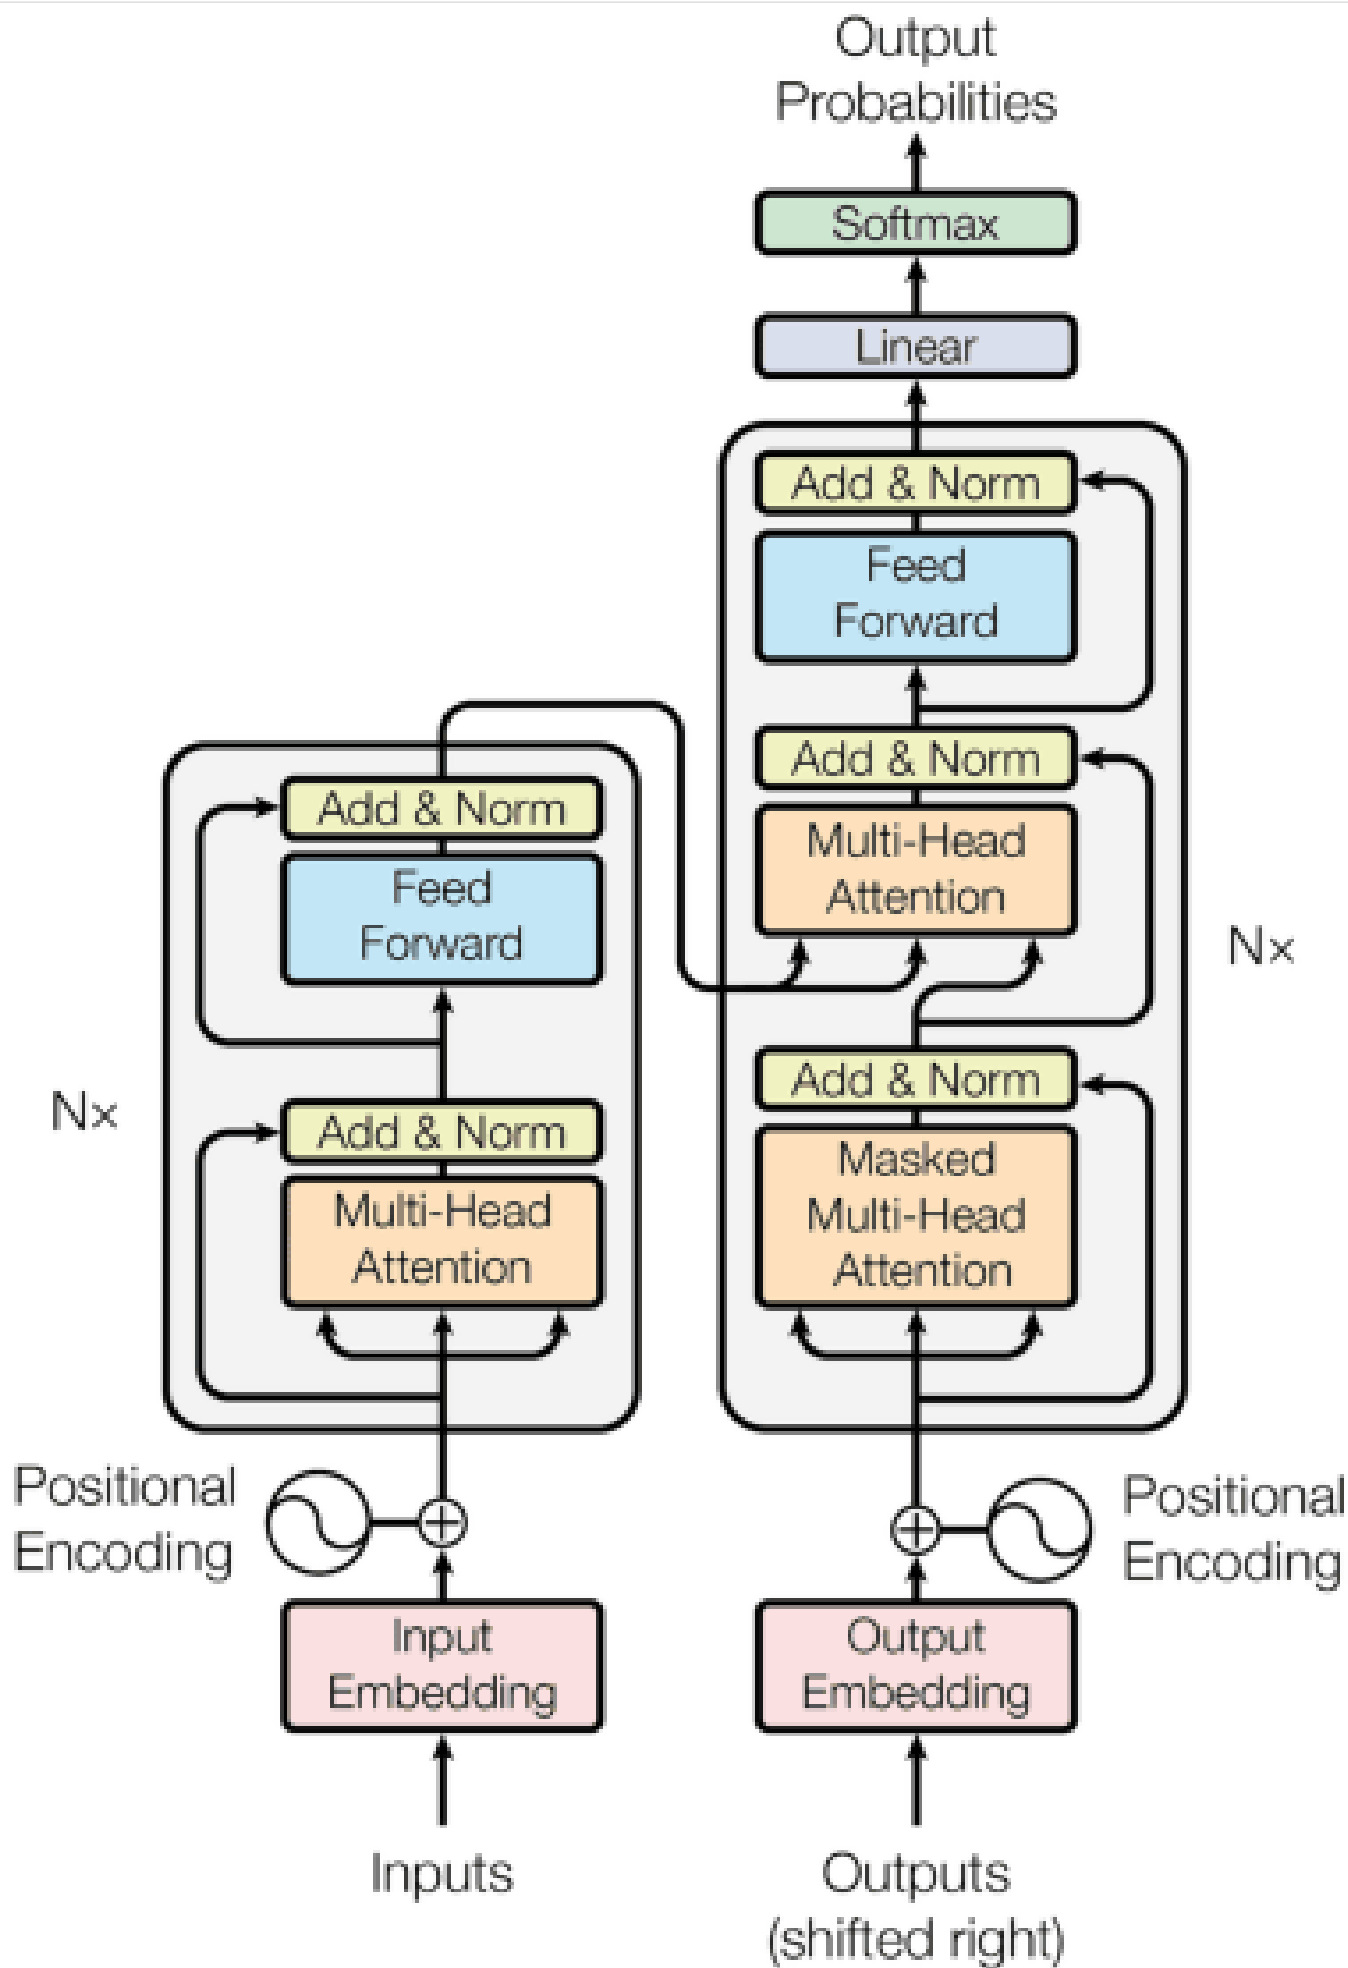 Output
Probabilities
Softmax
Linear
Add & Norm
Feed
Forward
Add & Norm
Multi-Head
Attention
N×
Add & Norm
Masked
Multi-Head
Attention
Add & Norm
Feed
Forward
Nx
Add & Norm
Multi-Head
Attention
Positional
Encoding
Positional
Encoding
Input
Embedding
Output
Embedding
Inputs
Outputs
(shifted right)